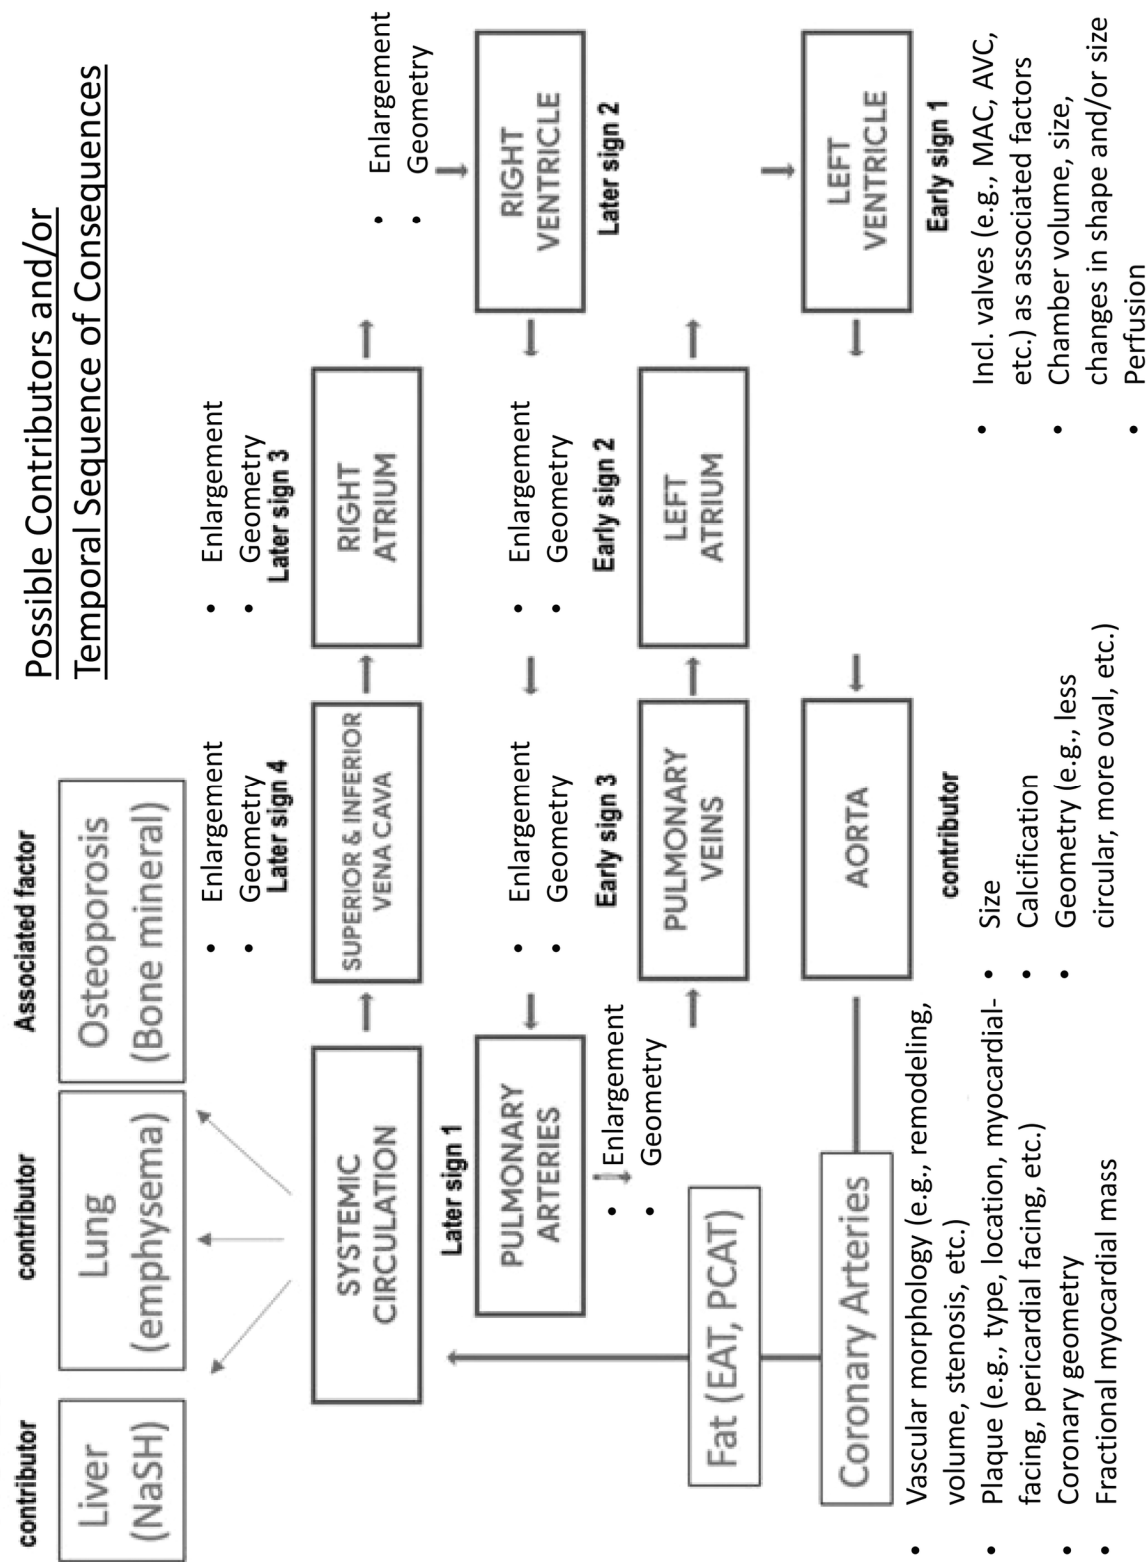 Possible Contributors and/or
Temporal Sequence of Consequences
contributor
Liver
(NaSH)
contributor
Lung
(emphysema)
Associated factor
Osteoporosis
(Bone mineral)
• Enlargement
• Geometry
Later sign 4
• Enlargement
• Geometry
Later sign 3
• Enlargement
• Geometry
SYSTEMIC
CIRCULATION
SUPERIOR & INFERIOR
VENA CAVA
RIGHT
ATRIUM
RIGHT
VENTRICLE
Later sign 2
Later sign 1
PULMONARY
ARTERIES
• Enlargement
• Geometry
• Enlargement
• Geometry
Early sign 3
• Enlargement
• Geometry
Early sign 2
PULMONARY
VEINS
LEFT
ATRIUM
LEFT
VENTRICLE
Early sign 1
Fat (EAT, PCAT)
Coronary Arteries
AORTA
contributor
• Vascular morphology (e.g., remodeling,
volume, stenosis, etc.)
• Plaque (e.g., type, location, myocardial-
facing, pericardial facing, etc.)
• Coronary geometry
• Fractional myocardial mass
• Size
• Calcification
• Geometry (e.g., less
circular, more oval, etc.)
• Incl. valves (e.g., MAC, AVC,
etc.) as associated factors
• Chamber volume, size,
changes in shape and/or size
• Perfusion